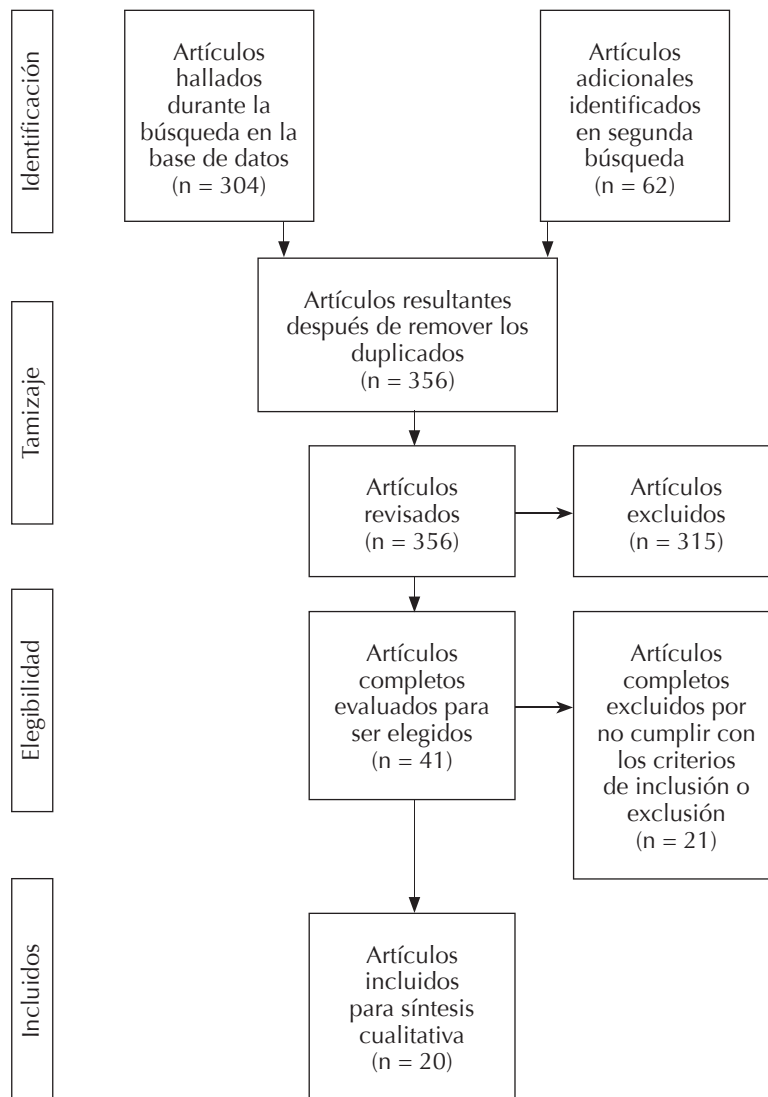 Identificación
Artículos
hallados
durante la
búsqueda en la
base de datos
(n = 304)
Artículos
adicionales
identificados
en segunda
búsqueda
(n = 62)
Tamizaje
Artículos resultantes
después de remover los
duplicados
(n = 356)
Artículos
revisados
(n = 356)
Artículos
excluidos
(n = 315)
Elegibilidad
Artículos
completos
evaluados para
ser elegidos
(n = 41)
Artículos
completos
excluidos por
no cumplir con
los criterios
de inclusión o
exclusión
(n = 21)
Incluidos
Artículos
incluidos
para síntesis
cualitativa
(n = 20)